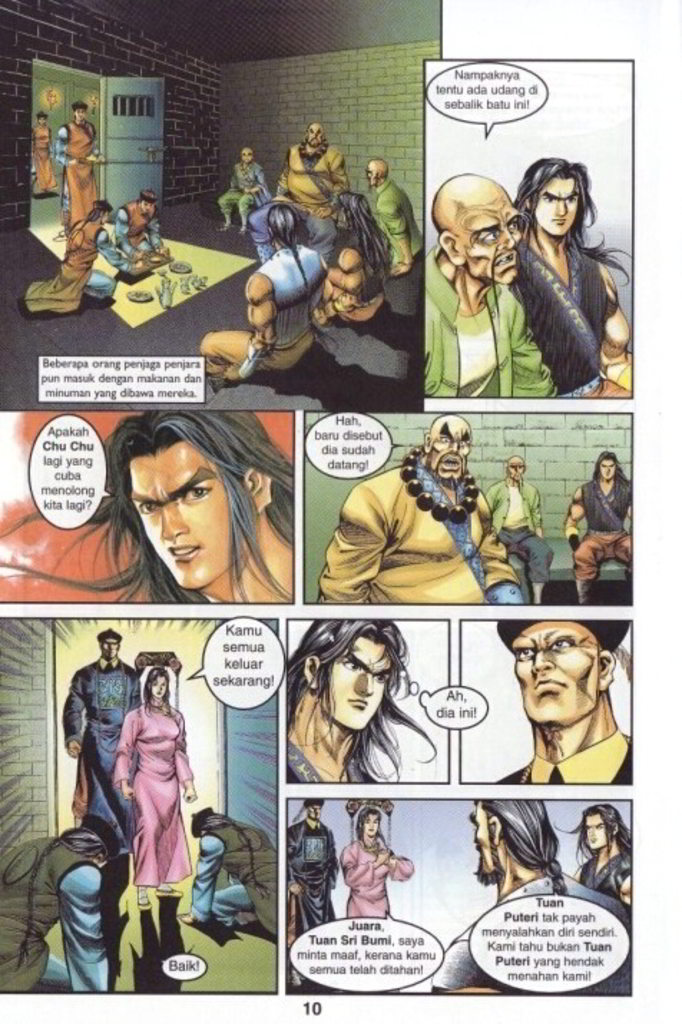 Beberapa orang penjaga penjara
pun masuk dengan makanan dan
minuman yang dibawa mereka.
Nampaknya
tentu ada udang di
sebalik batu ini!
Apakah
Chu Chu
lagi yang
cuba
menolong
kita lagi?
Hah,
baru disebut
dia sudah
datang!
Kamu
semua
keluar
sekarang!
Baik!
Ah,
dia ini!
Juara,
Tuan Sri Bumi, saya
minta maaf, kerana kamu
semua telah ditahan!
Tuan
Puteri tak payah
menyalahkan diri sendiri.
Kami tahu bukan Tuan
Puteri yang hendak
menahan kami!
10